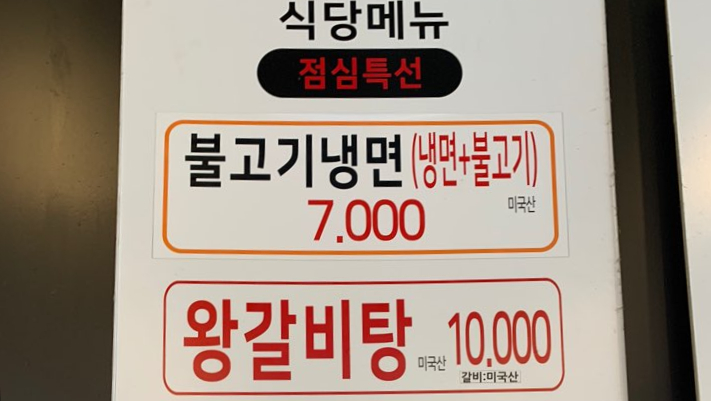 식당메뉴
점심특선
불고기냉면(냉면+불고기)
미국산
7.000
왕갈비탕 미국산 10.000
갈비:미국산